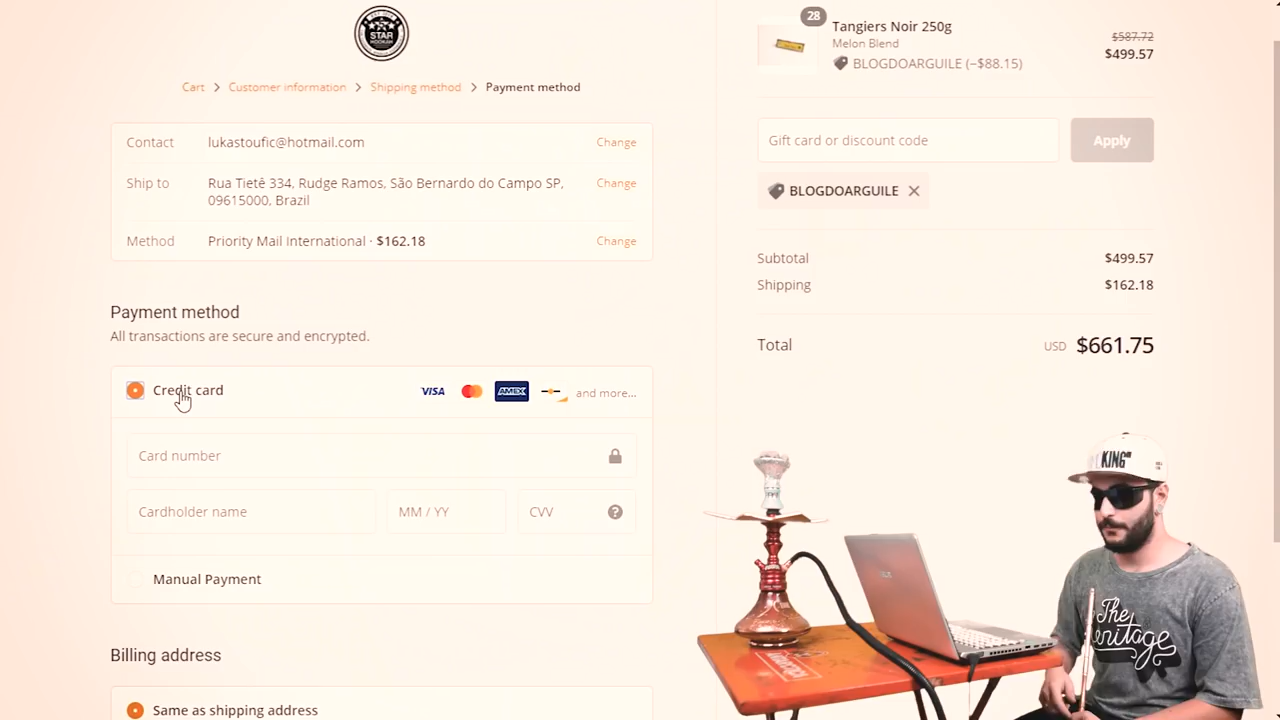 STAR
HOOKAH
Cart > Customer information > Shipping method > Payment method
Contact lukastoufic@hotmail.com Change
Ship to Rua Tietê 334, Rudge Ramos, São Bernardo do Campo SP, 09615000, Brazil Change
Method Priority Mail International · $162.18 Change
Payment method
All transactions are secure and encrypted.
Credit card VISA AMEX and more...
Card number
Cardholder name MM / YY CVV ?
Manual Payment
Billing address
Same as shipping address
28
Tangiers Noir 250g
Melon Blend
BLOGDOARGUILE (−$88.15)
$587.72
$499.57
Gift card or discount code Apply
BLOGDOARGUILE
Subtotal $499.57
Shipping $162.18
Total USD $661.75
KING
The
Heritage